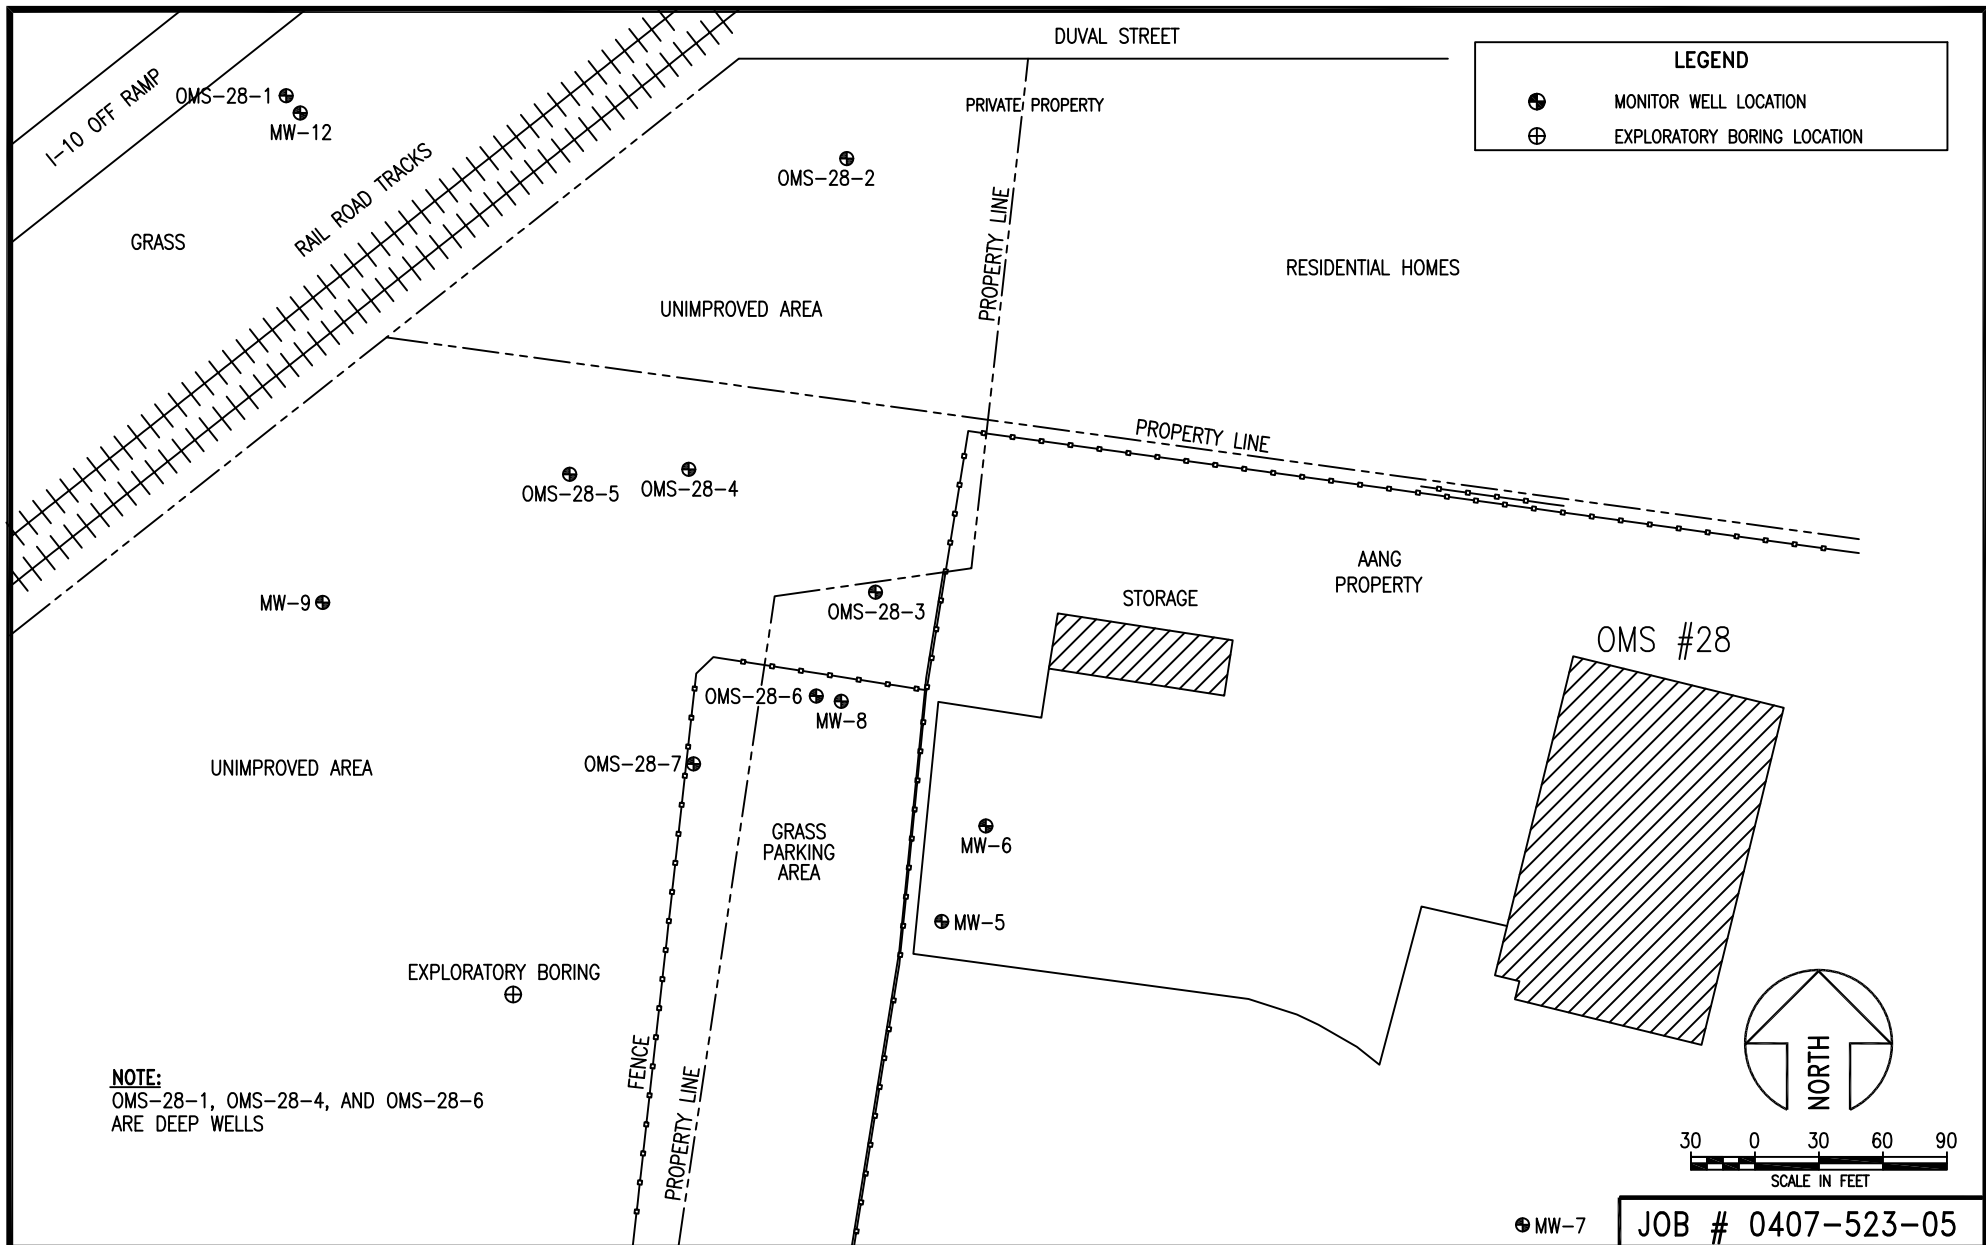 DUVAL STREET
LEGEND
MONITOR WELL LOCATION
EXPLORATORY BORING LOCATION
I-10 OFF RAMP
OMS-28-1
MW-12
PRIVATE PROPERTY
RAIL ROAD TRACKS
OMS-28-2
PROPERTY LINE
GRASS
RESIDENTIAL HOMES
UNIMPROVED AREA
PROPERTY LINE
OMS-28-5
OMS-28-4
AANG
PROPERTY
MW-9
OMS-28-3
STORAGE
OMS #28
OMS-28-6
MW-8
UNIMPROVED AREA
OMS-28-7
GRASS
PARKING
AREA
MW-6
MW-5
EXPLORATORY BORING
FENCE
PROPERTY LINE
NOTE:
OMS-28-1, OMS-28-4, AND OMS-28-6
ARE DEEP WELLS
NORTH
30 0 30 60 90
SCALE IN FEET
MW-7
JOB # 0407-523-05